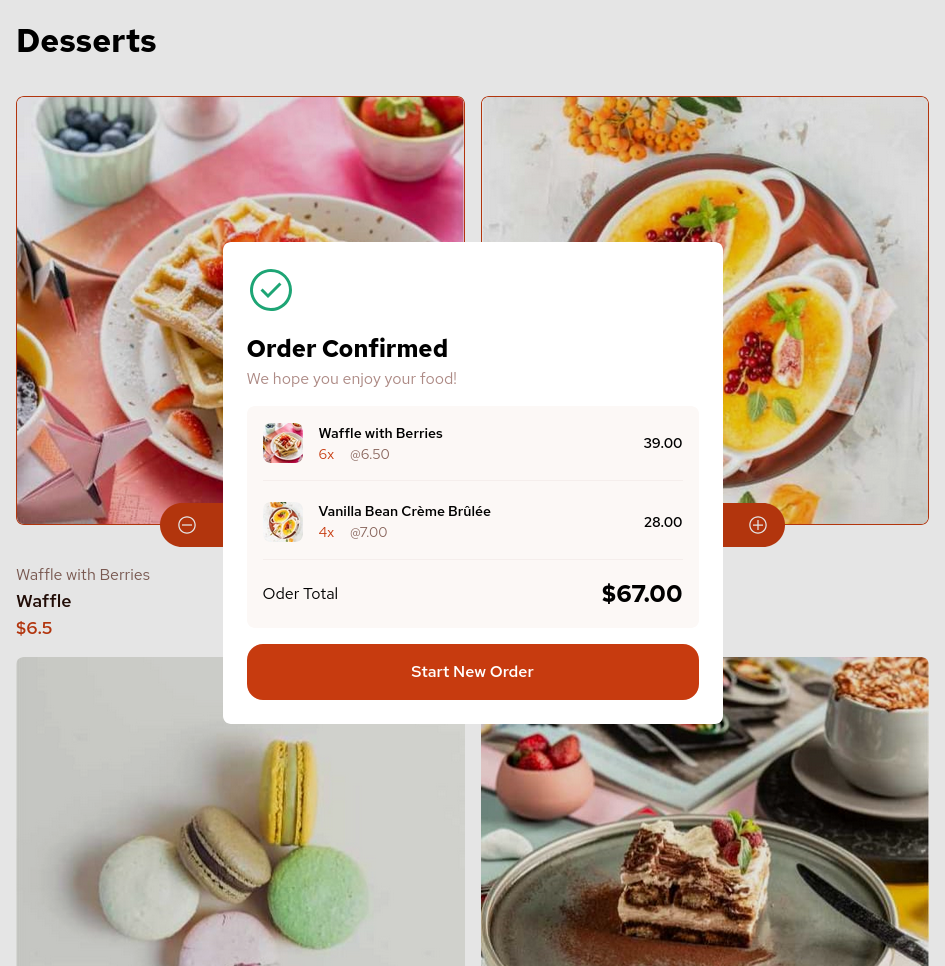 Desserts
Order Confirmed
We hope you enjoy your food!
Waffle with Berries
6x @6.50
39.00
Vanilla Bean Crème Brûlée
4x @7.00
28.00
Oder Total
$67.00
Start New Order
Waffle with Berries
Waffle
$6.5